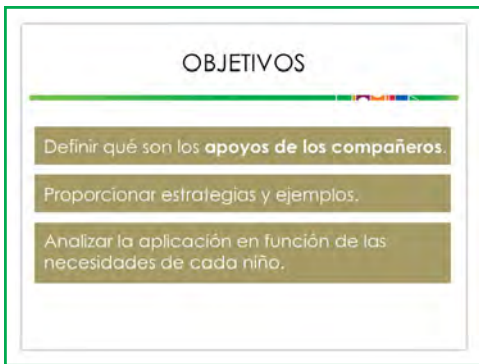 OBJETIVOS
Definir qué son los apoyos de los compañeros.
Proporcionar estrategias y ejemplos.
Analizar la aplicación en función de las
necesidades de cada niño.